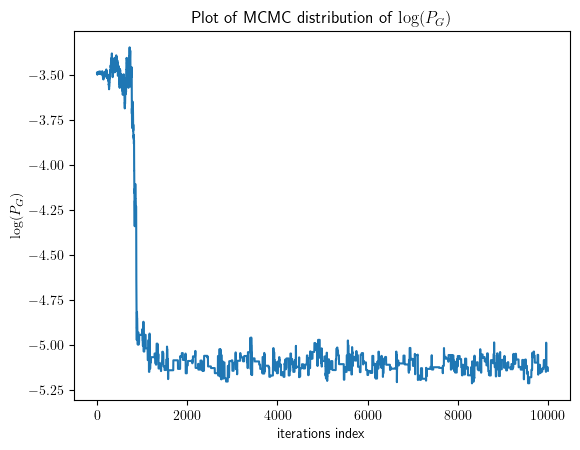 Plot of MCMC distribution of log(P_G)
−3.50
−3.75
−4.00
−4.25
−4.50
−4.75
−5.00
−5.25
log(P_G)
0 2000 4000 6000 8000 10000
iterations index